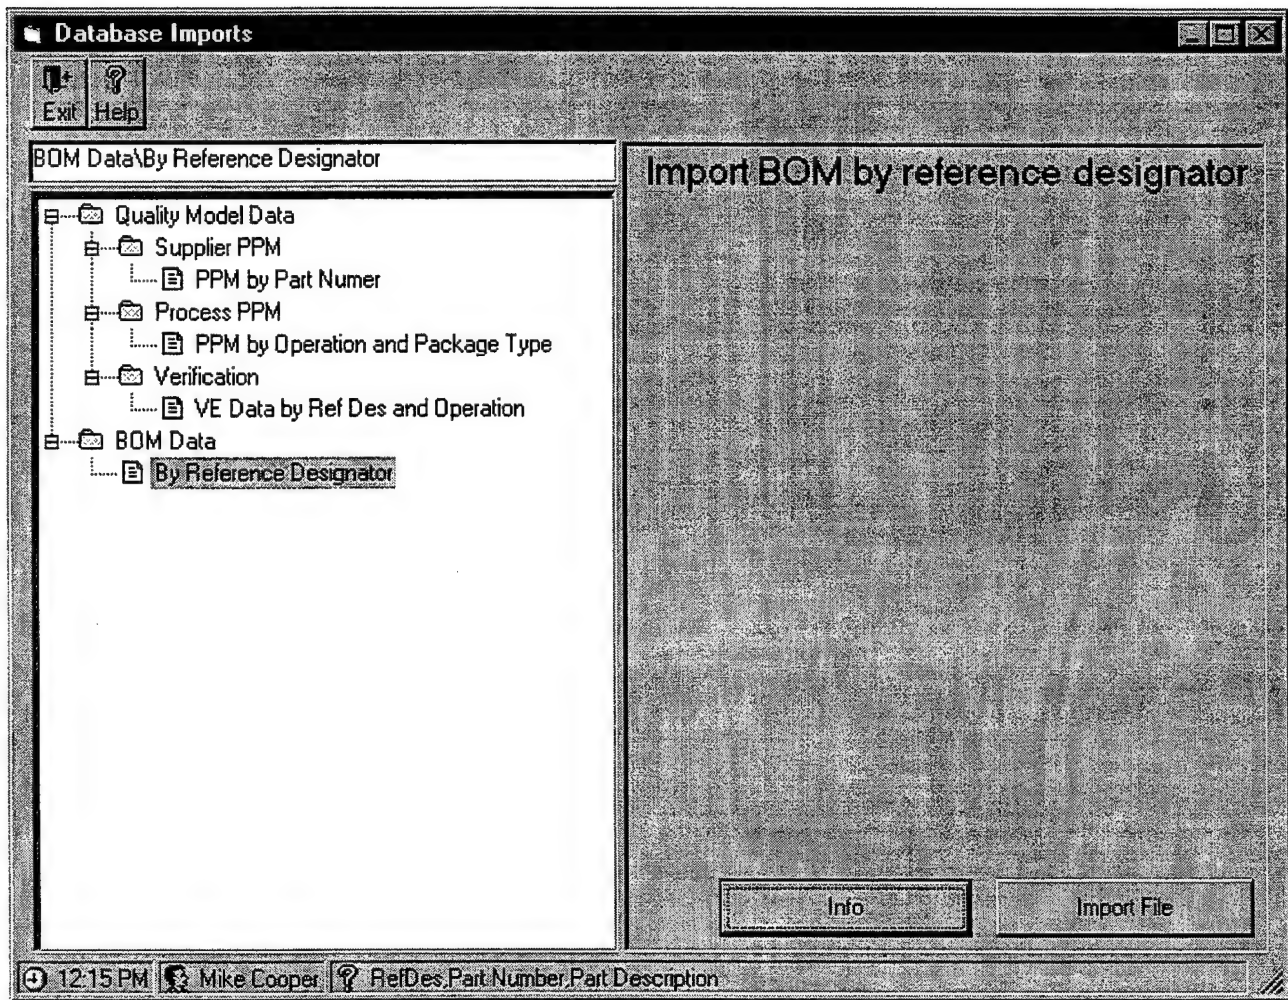 Database Imports
Exit Help
BOM Data\By Reference Designator
Import BOM by reference designator
Quality Model Data
Supplier PPM
PPM by Part Numer
Process PPM
PPM by Operation and Package Type
Verification
VE Data by Ref Des and Operation
BOM Data
By Reference Designator
Info Import File
12:15 PM Mike Cooper RefDes,Part Number,Part Description